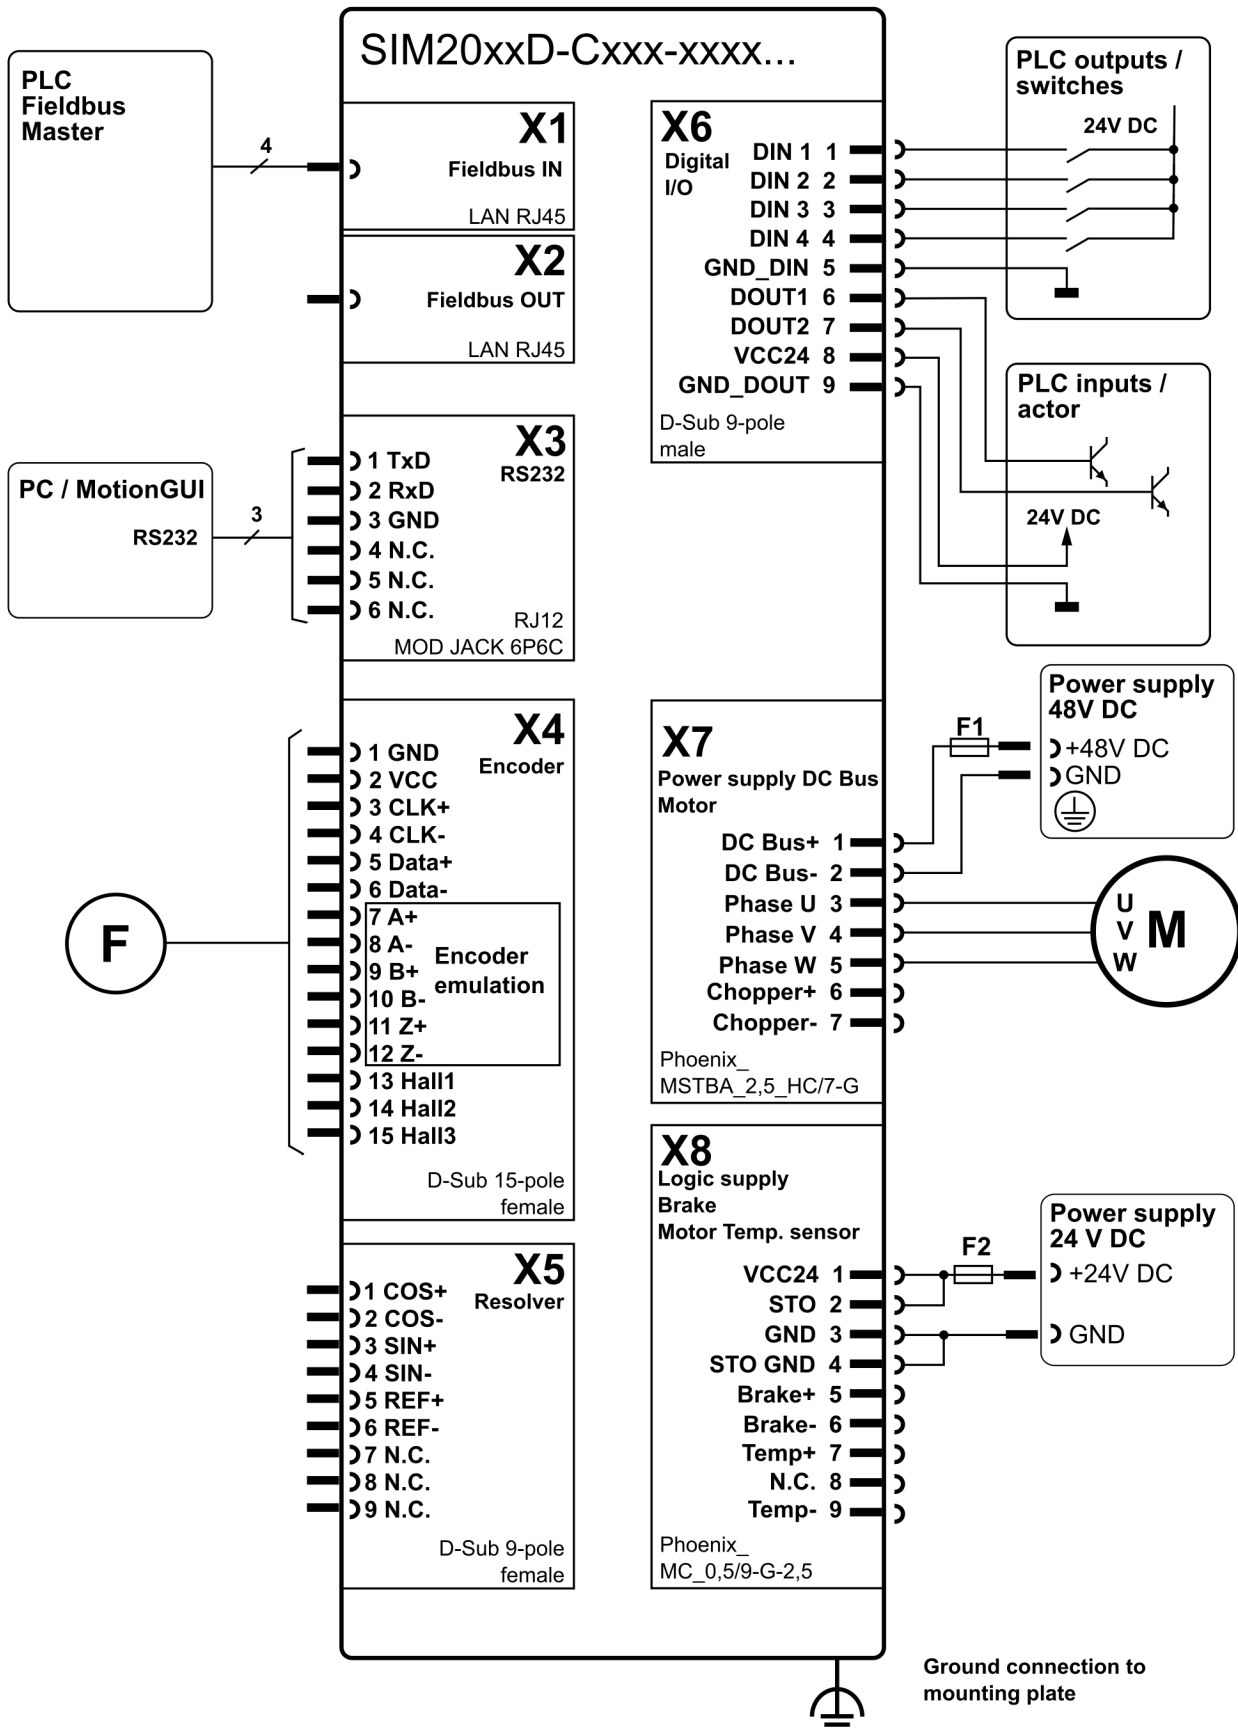 SIM20xxD-Cxxx-xxxx...
PLC
Fieldbus
Master
4
X1
Fieldbus IN
LAN RJ45
X2
Fieldbus OUT
LAN RJ45
PC / MotionGUI
RS232
3
X3
RS232
1 TxD
2 RxD
3 GND
4 N.C.
5 N.C.
6 N.C.
RJ12
MOD JACK 6P6C
F
X4
Encoder
1 GND
2 VCC
3 CLK+
4 CLK-
5 Data+
6 Data-
7 A+
8 A-
9 B+
10 B-
11 Z+
12 Z-
Encoder
emulation
13 Hall1
14 Hall2
15 Hall3
D-Sub 15-pole
female
X5
Resolver
1 COS+
2 COS-
3 SIN+
4 SIN-
5 REF+
6 REF-
7 N.C.
8 N.C.
9 N.C.
D-Sub 9-pole
female
X6
Digital
I/O
DIN 1 1
DIN 2 2
DIN 3 3
DIN 4 4
GND_DIN 5
DOUT1 6
DOUT2 7
VCC24 8
GND_DOUT 9
D-Sub 9-pole
male
PLC outputs /
switches
24V DC
PLC inputs /
actor
24V DC
X7
Power supply DC Bus
Motor
DC Bus+ 1
DC Bus- 2
Phase U 3
Phase V 4
Phase W 5
Chopper+ 6
Chopper- 7
Phoenix_
MSTBA_2,5_HC/7-G
F1
Power supply
48V DC
+48V DC
GND
U
V
W
M
X8
Logic supply
Brake
Motor Temp. sensor
VCC24 1
STO 2
GND 3
STO GND 4
Brake+ 5
Brake- 6
Temp+ 7
N.C. 8
Temp- 9
Phoenix_
MC_0,5/9-G-2,5
F2
Power supply
24 V DC
+24V DC
GND
Ground connection to
mounting plate